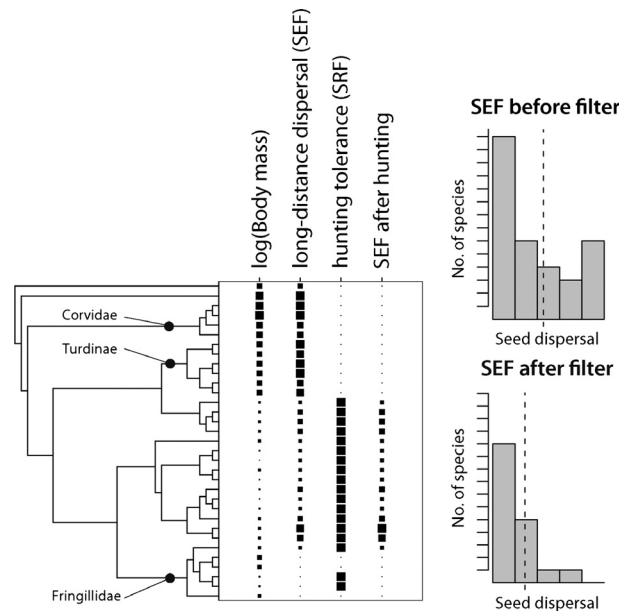 log(Body mass)
long-distance dispersal (SEF)
hunting tolerance (SRF)
SEF after hunting
Corvidae
Turdinae
Fringillidae
SEF before filter
No. of species
Seed dispersal
SEF after filter
No. of species
Seed dispersal